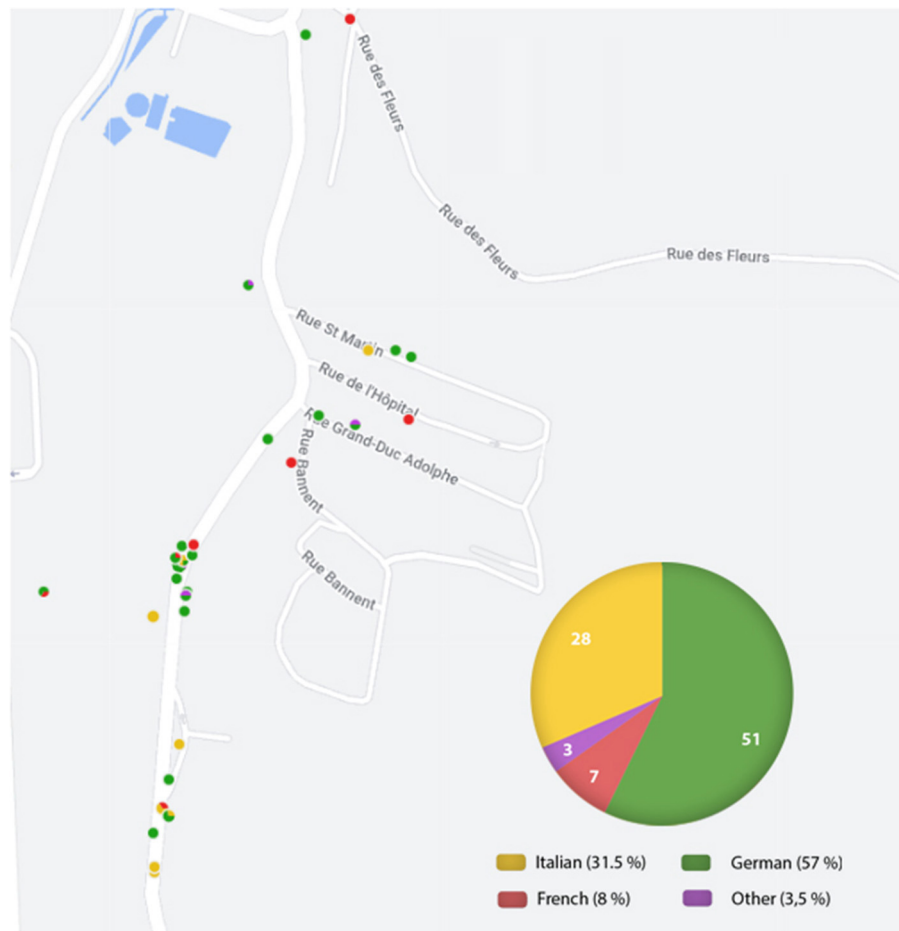 Rue des Fleurs
Rue des Fleurs
Rue des Fleurs
Rue St Martin
Rue de l'Hôpital
Rue Grand-Duc Adolphe
Rue Bannent
Rue Bannent
28
51
3
7
Italian (31.5 %)
German (57 %)
French (8 %)
Other (3,5 %)